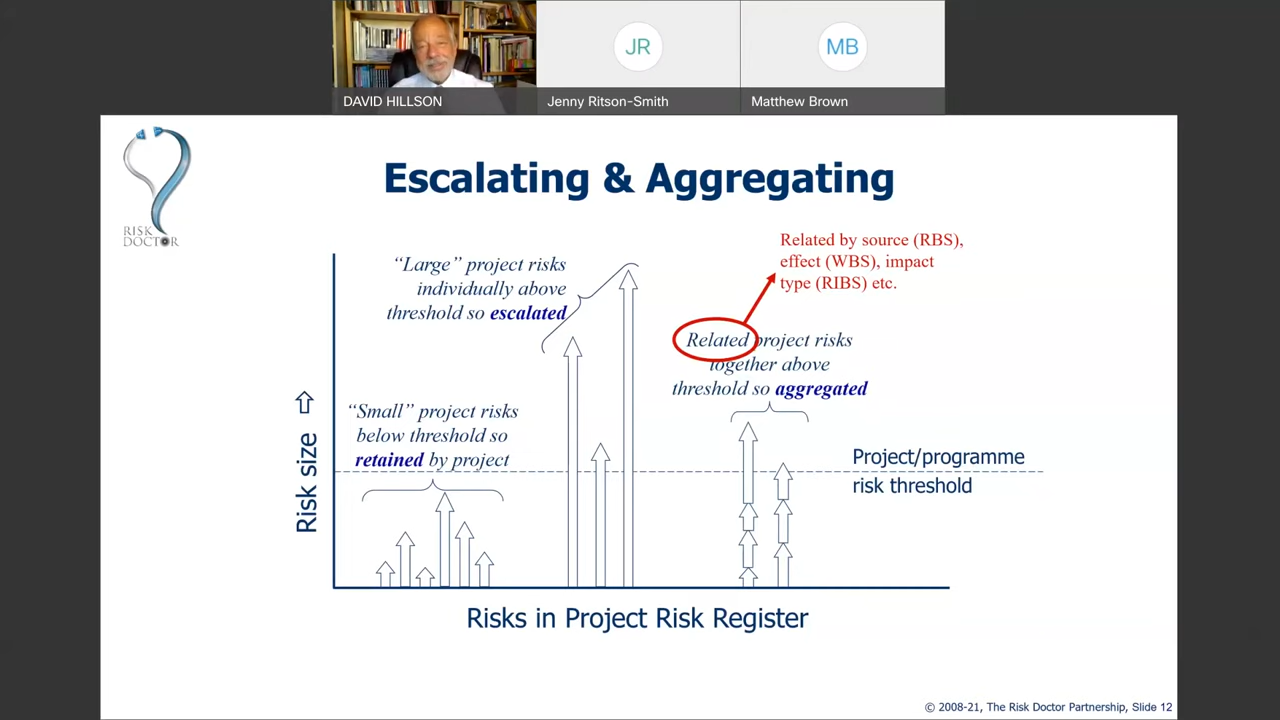 DAVID HILLSON
JR
Jenny Ritson-Smith
MB
Matthew Brown
RISK
DOCTOR
Escalating & Aggregating
Related by source (RBS),
effect (WBS), impact
type (RIBS) etc.
“Large” project risks
individually above
threshold so escalated
Related project risks
together above
threshold so aggregated
“Small” project risks
below threshold so
retained by project
Project/programme
risk threshold
Risk size
Risks in Project Risk Register
© 2008-21, The Risk Doctor Partnership, Slide 12